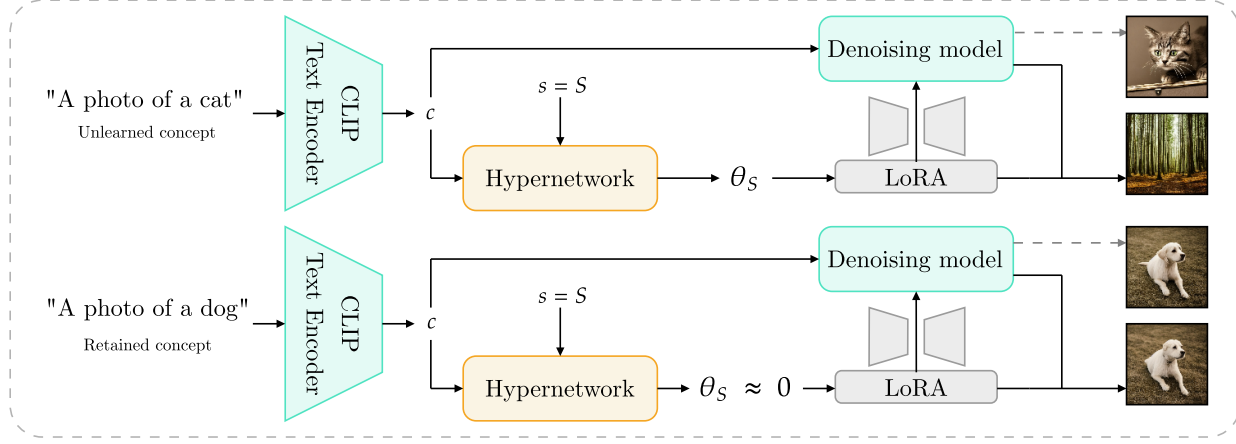 "A photo of a cat"
Unlearned concept
CLIP
Text Encoder
c
s = S
Hypernetwork
θ_S
Denoising model
LoRA
"A photo of a dog"
Retained concept
CLIP
Text Encoder
c
s = S
Hypernetwork
θ_S ≈ 0
Denoising model
LoRA